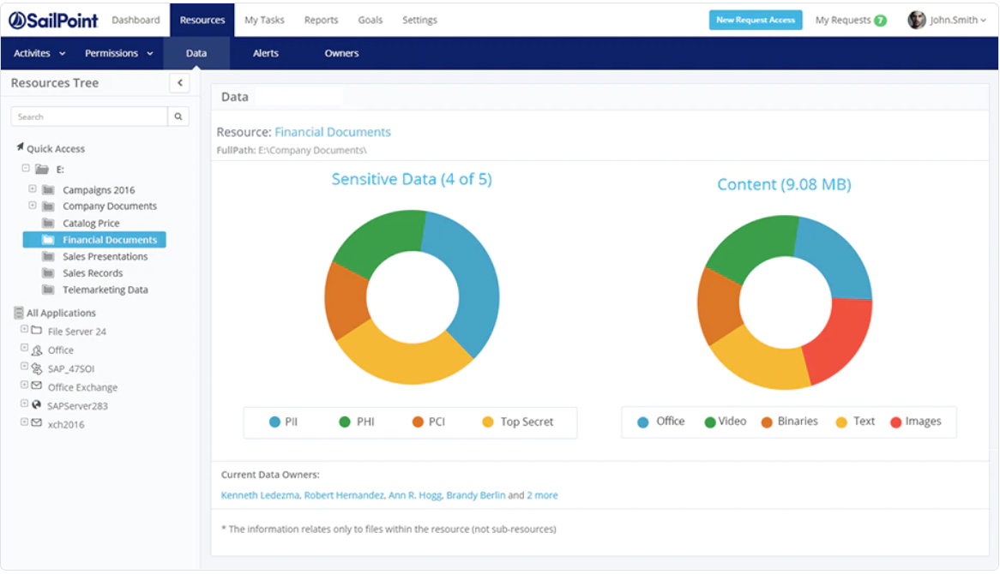 SailPoint Dashboard Resources My Tasks Reports Goals Settings New Request Access My Requests 7 John.Smith
Activites Permissions Data Alerts Owners
Resources Tree
Search
Quick Access
E:
Campaigns 2016
Company Documents
Catalog Price
Financial Documents
Sales Presentations
Sales Records
Telemarketing Data
All Applications
File Server 24
Office
SAP_47SOI
Office Exchange
SAPServer283
xch2016
Data
Resource: Financial Documents
FullPath: E:\Company Documents\
Sensitive Data (4 of 5)
PII PHI PCI Top Secret
Content (9.08 MB)
Office Video Binaries Text Images
Current Data Owners:
Kenneth Ledezma, Robert Hernandez, Ann R. Hogg, Brandy Berlin and 2 more
* The information relates only to files within the resource (not sub-resources)